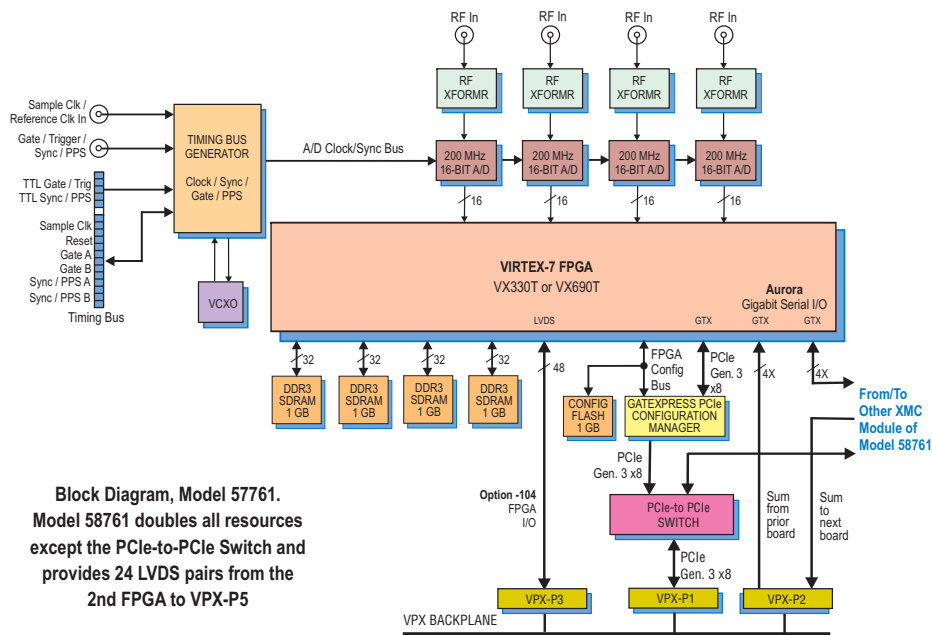 RF In
RF In
RF In
RF In
RF
XFORMR
RF
XFORMR
RF
XFORMR
RF
XFORMR
Sample Clk /
Reference Clk In
Gate / Trigger /
Sync / PPS
TTL Gate / Trig
TTL Sync / PPS
Sample Clk
Reset
Gate A
Gate B
Sync / PPS A
Sync / PPS B
Timing Bus
TIMING BUS
GENERATOR
Clock / Sync /
Gate / PPS
VCXO
A/D Clock/Sync Bus
200 MHz
16-BIT A/D
200 MHz
16-BIT A/D
200 MHz
16-BIT A/D
200 MHz
16-BIT A/D
16
16
16
16
VIRTEX-7 FPGA
VX330T or VX690T
Aurora
Gigabit Serial I/O
LVDS
GTX
GTX
GTX
32
32
32
32
48
FPGA
Config
Bus
PCIe
Gen. 3
x8
4X
4X
DDR3
SDRAM
1 GB
DDR3
SDRAM
1 GB
DDR3
SDRAM
1 GB
DDR3
SDRAM
1 GB
CONFIG
FLASH
1 GB
GATEXPRESS PCIe
CONFIGURATION
MANAGER
From/To
Other XMC
Module of
Model 58761
PCIe
Gen. 3 x8
Option -104
FPGA
I/O
PCIe-to PCIe
SWITCH
Sum
from
prior
board
Sum
to
next
board
PCIe
Gen. 3 x8
Block Diagram, Model 57761.
Model 58761 doubles all resources
except the PCIe-to-PCIe Switch and
provides 24 LVDS pairs from the
2nd FPGA to VPX-P5
VPX-P3
VPX-P1
VPX-P2
VPX BACKPLANE